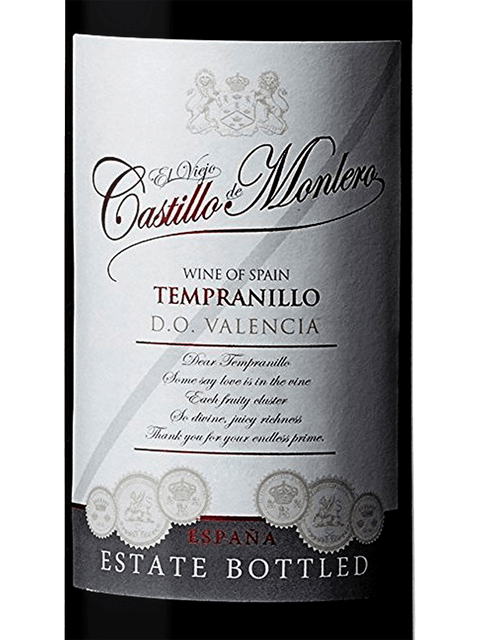 El Viejo
Castillo de Monlero
WINE OF SPAIN
TEMPRANILLO
D.O. VALENCIA
Dear Tempranillo
Some say love is in the vine
Each fruity cluster
So divine, juicy richness
Thank you for your endless prime.
ESPAÑA
ESTATE BOTTLED